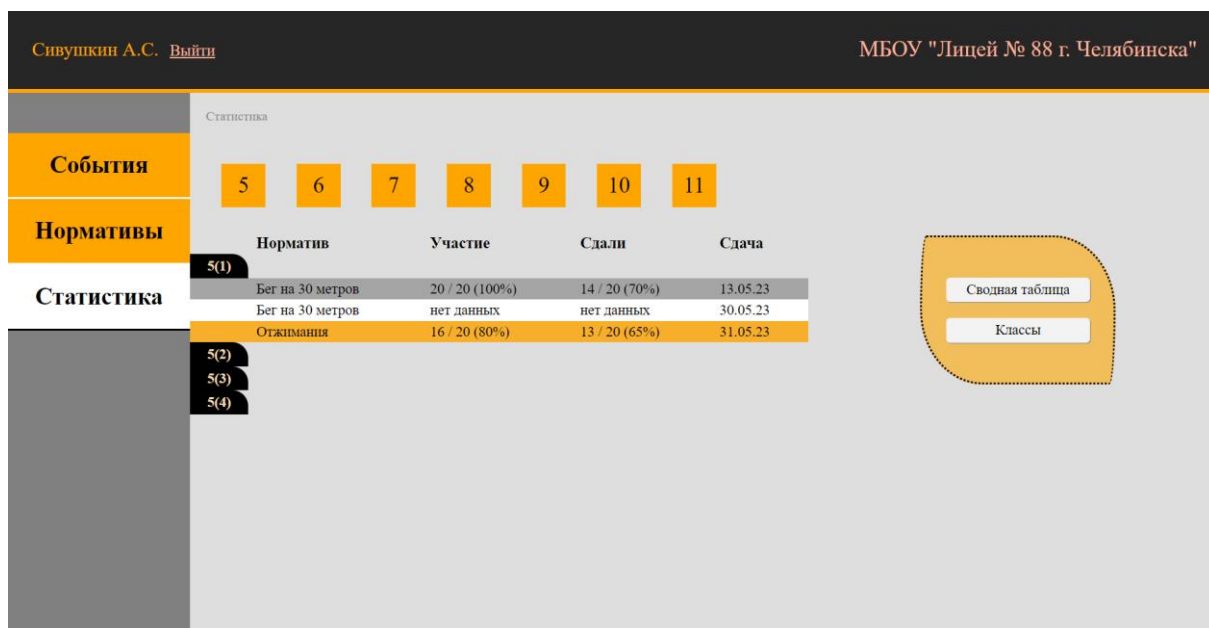 Сивушкин А.С. Выйти
МБОУ "Лицей № 88 г. Челябинска"
Статистика
События
Нормативы
Статистика
5 6 7 8 9 10 11
Норматив Участие Сдали Сдача
5(1)
Бег на 30 метров 20 / 20 (100%) 14 / 20 (70%) 13.05.23
Бег на 30 метров нет данных нет данных 30.05.23
Отжимания 16 / 20 (80%) 13 / 20 (65%) 31.05.23
5(2)
5(3)
5(4)
Сводная таблица
Классы